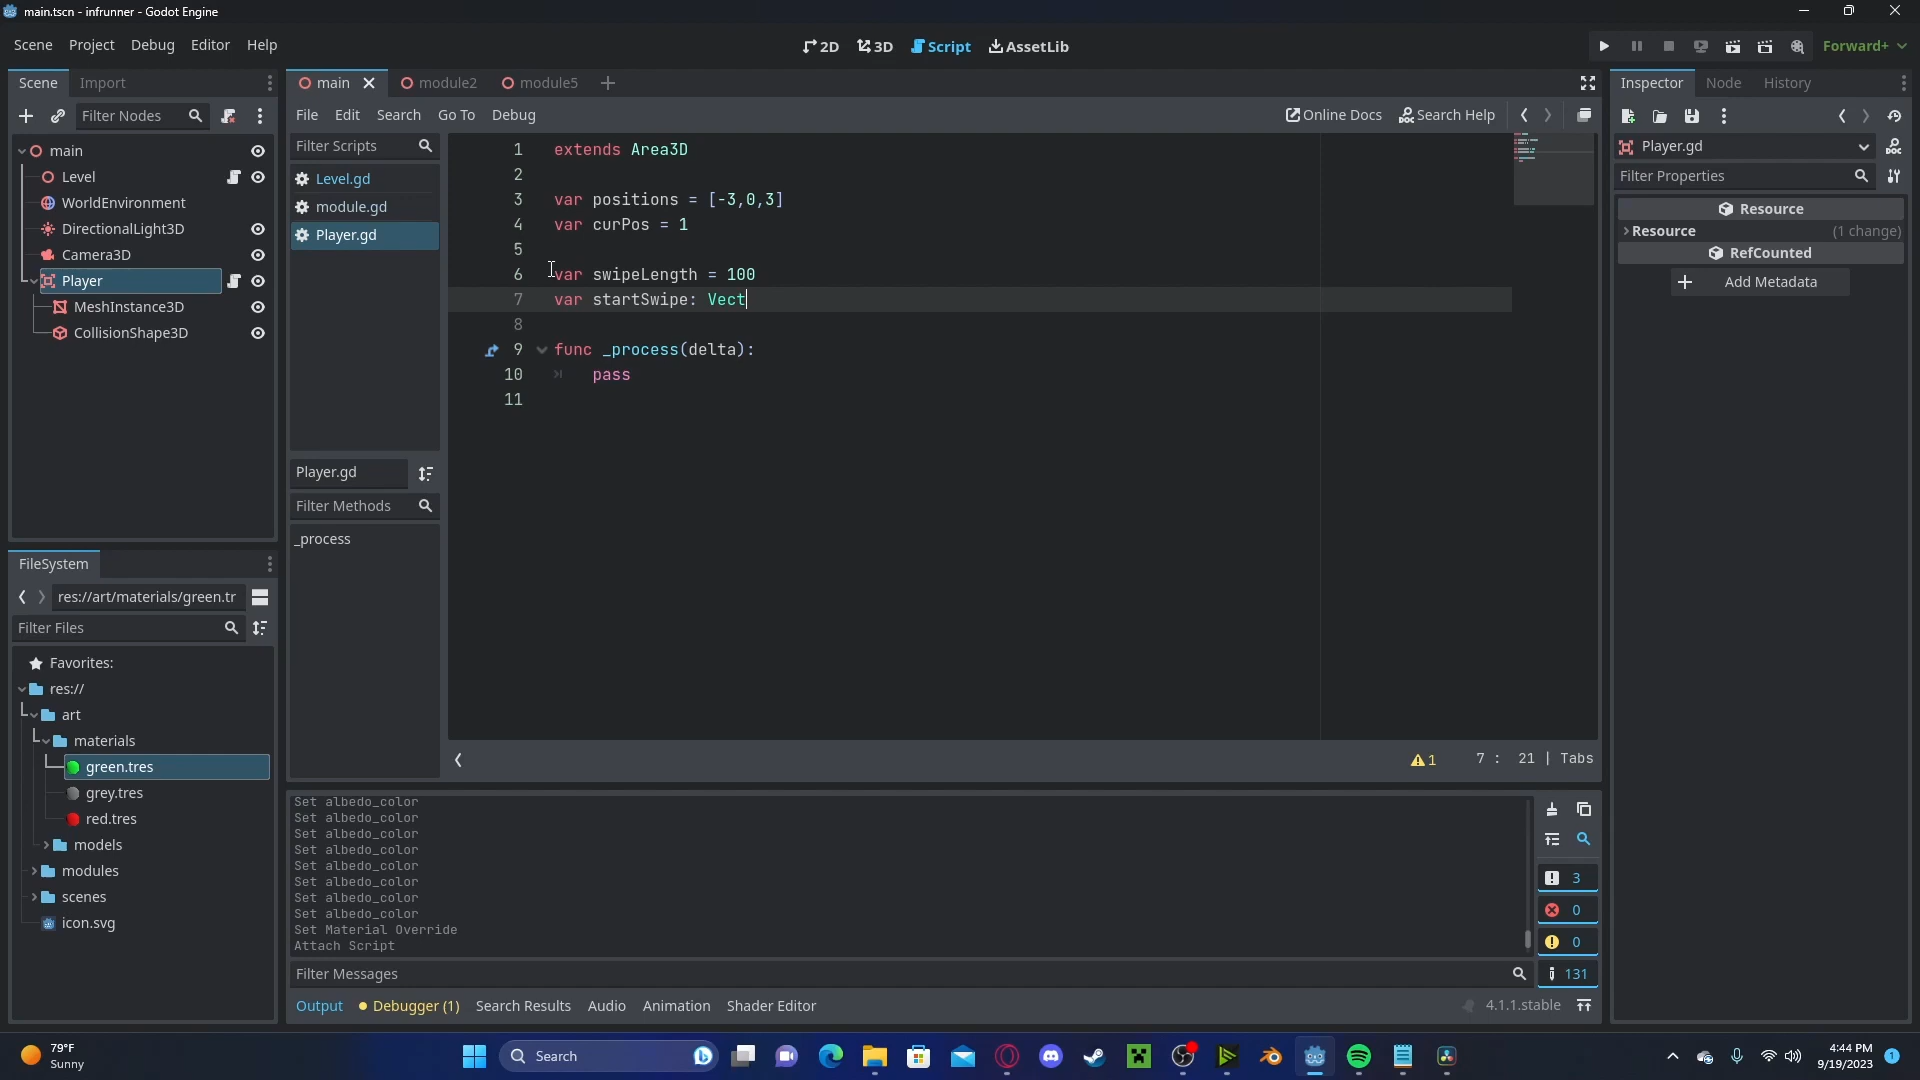 main.tscn - infrunner - Godot Engine
Scene Project Debug Editor Help
2D 3D Script AssetLib
Forward+
Scene Import
main module2 module5
Inspector Node History
Filter Nodes
File Edit Search Go To Debug
Online Docs Search Help
Filter Scripts
Level.gd
module.gd
Player.gd
main
Level
WorldEnvironment
DirectionalLight3D
Camera3D
Player
MeshInstance3D
CollisionShape3D
1 extends Area3D
2
3 var positions = [-3,0,3]
4 var curPos = 1
5
6 var swipeLength = 100
7 var startSwipe: Vect
8
9 func _process(delta):
10 pass
11
Player.gd
Filter Methods
_process
1 7 : 21 | Tabs
Player.gd
Filter Properties
Resource
Resource (1 change)
RefCounted
Add Metadata
FileSystem
res://art/materials/green.tr
Filter Files
Favorites:
res://
art
materials
green.tres
grey.tres
red.tres
models
modules
scenes
icon.svg
Set albedo_color
Set albedo_color
Set albedo_color
Set albedo_color
Set albedo_color
Set albedo_color
Set albedo_color
Set albedo_color
Set Material Override
Attach Script
3
0
0
131
Filter Messages
Output Debugger (1) Search Results Audio Animation Shader Editor
4.1.1.stable
79°F
Sunny
Search
4:44 PM
9/19/2023
1